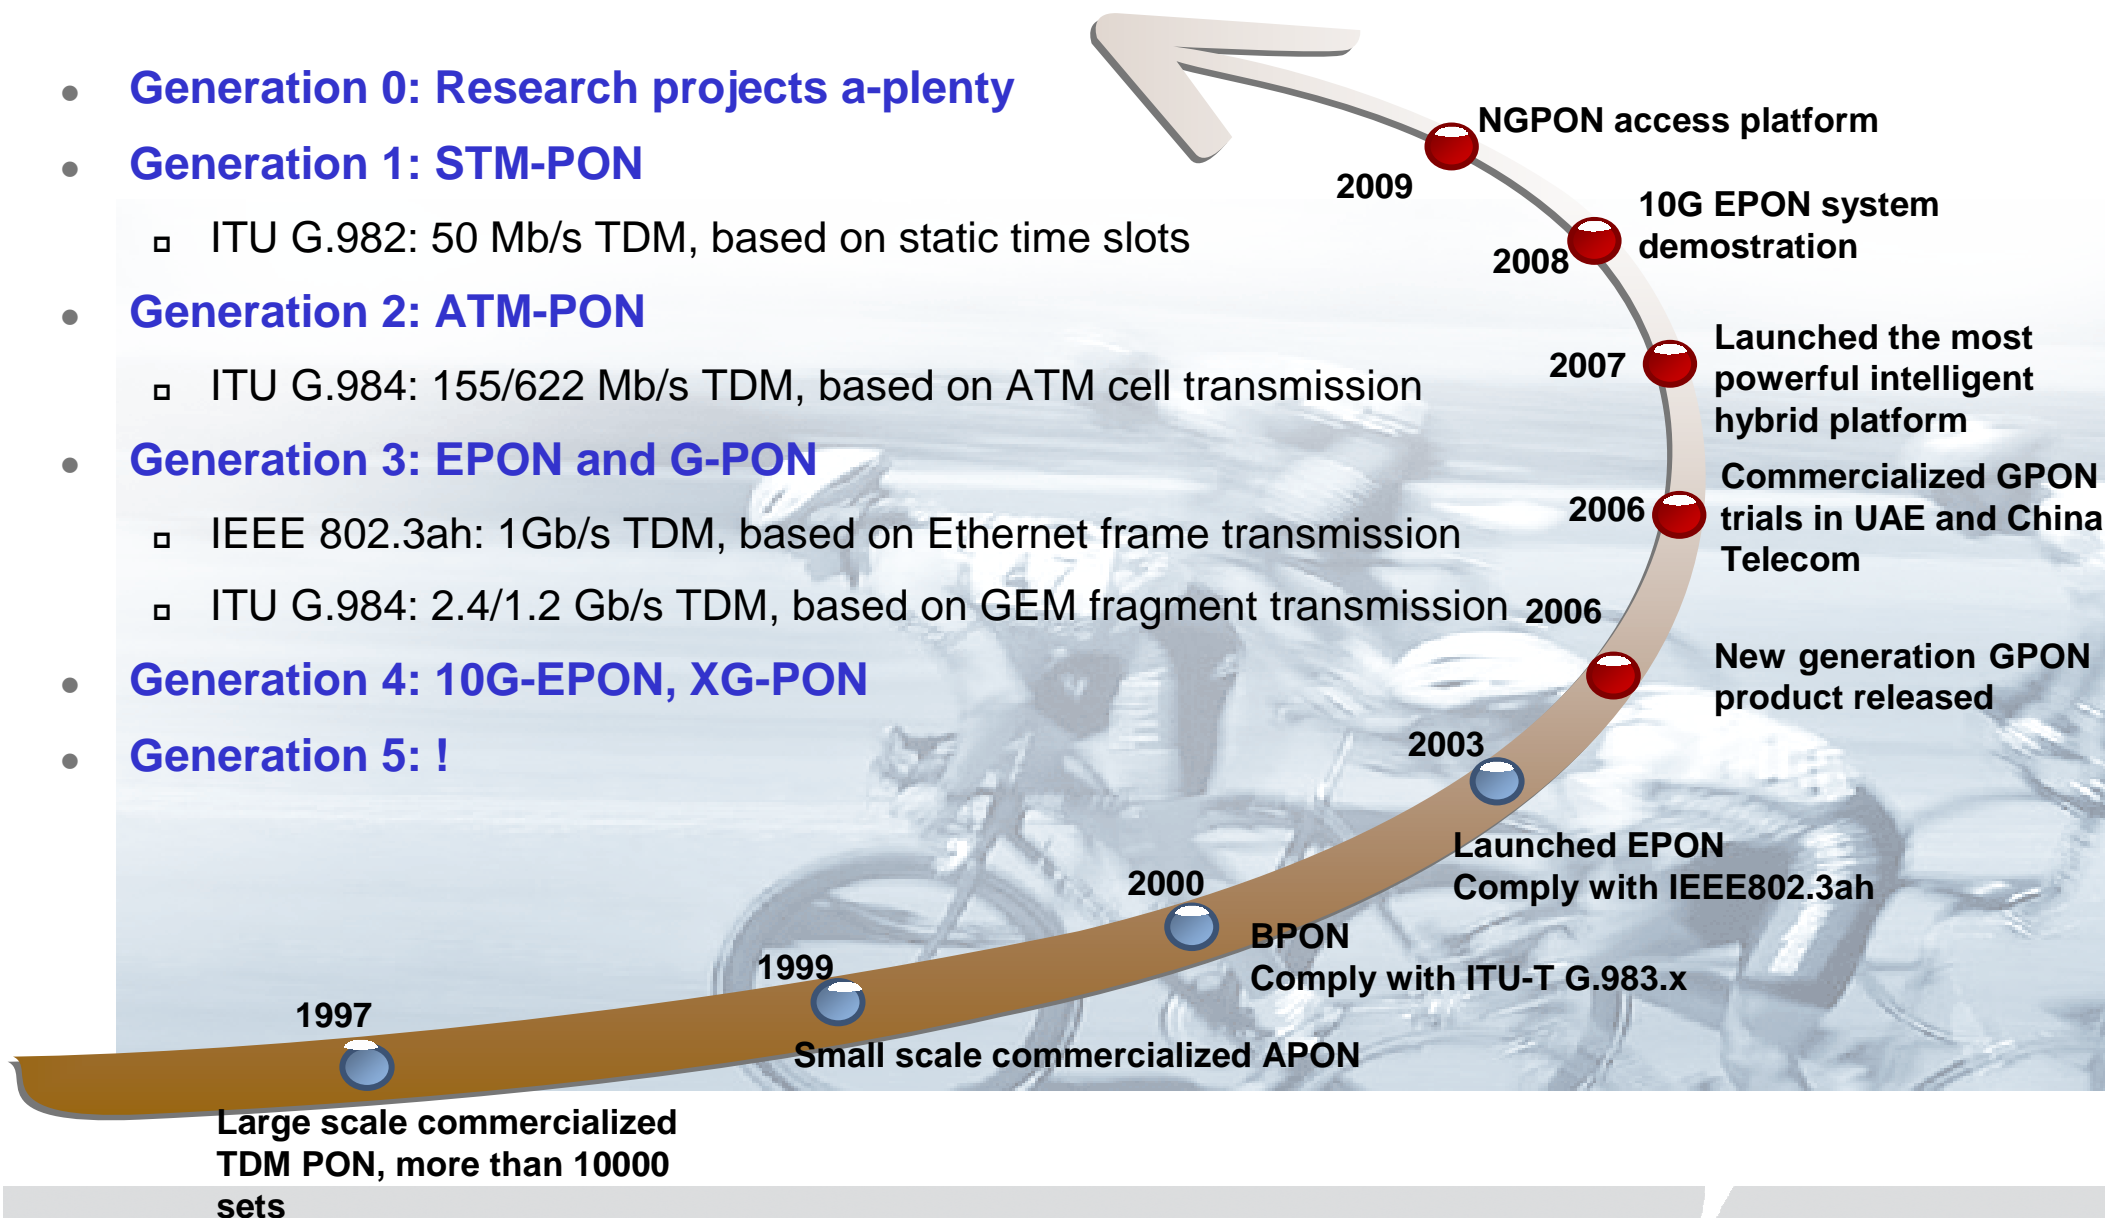 Generation 0: Research projects a-plenty
Generation 1: STM-PON
ITU G.982: 50 Mb/s TDM, based on static time slots
Generation 2: ATM-PON
ITU G.984: 155/622 Mb/s TDM, based on ATM cell transmission
Generation 3: EPON and G-PON
IEEE 802.3ah: 1Gb/s TDM, based on Ethernet frame transmission
ITU G.984: 2.4/1.2 Gb/s TDM, based on GEM fragment transmission
Generation 4: 10G-EPON, XG-PON
Generation 5: !
NGPON access platform
2009
10G EPON system
demostration
2008
Launched the most
powerful intelligent
hybrid platform
2007
Commercialized GPON
trials in UAE and China
Telecom
2006
2006
New generation GPON
product released
2003
Launched EPON
Comply with IEEE802.3ah
2000
BPON
Comply with ITU-T G.983.x
1999
Small scale commercialized APON
1997
Large scale commercialized
TDM PON, more than 10000
sets